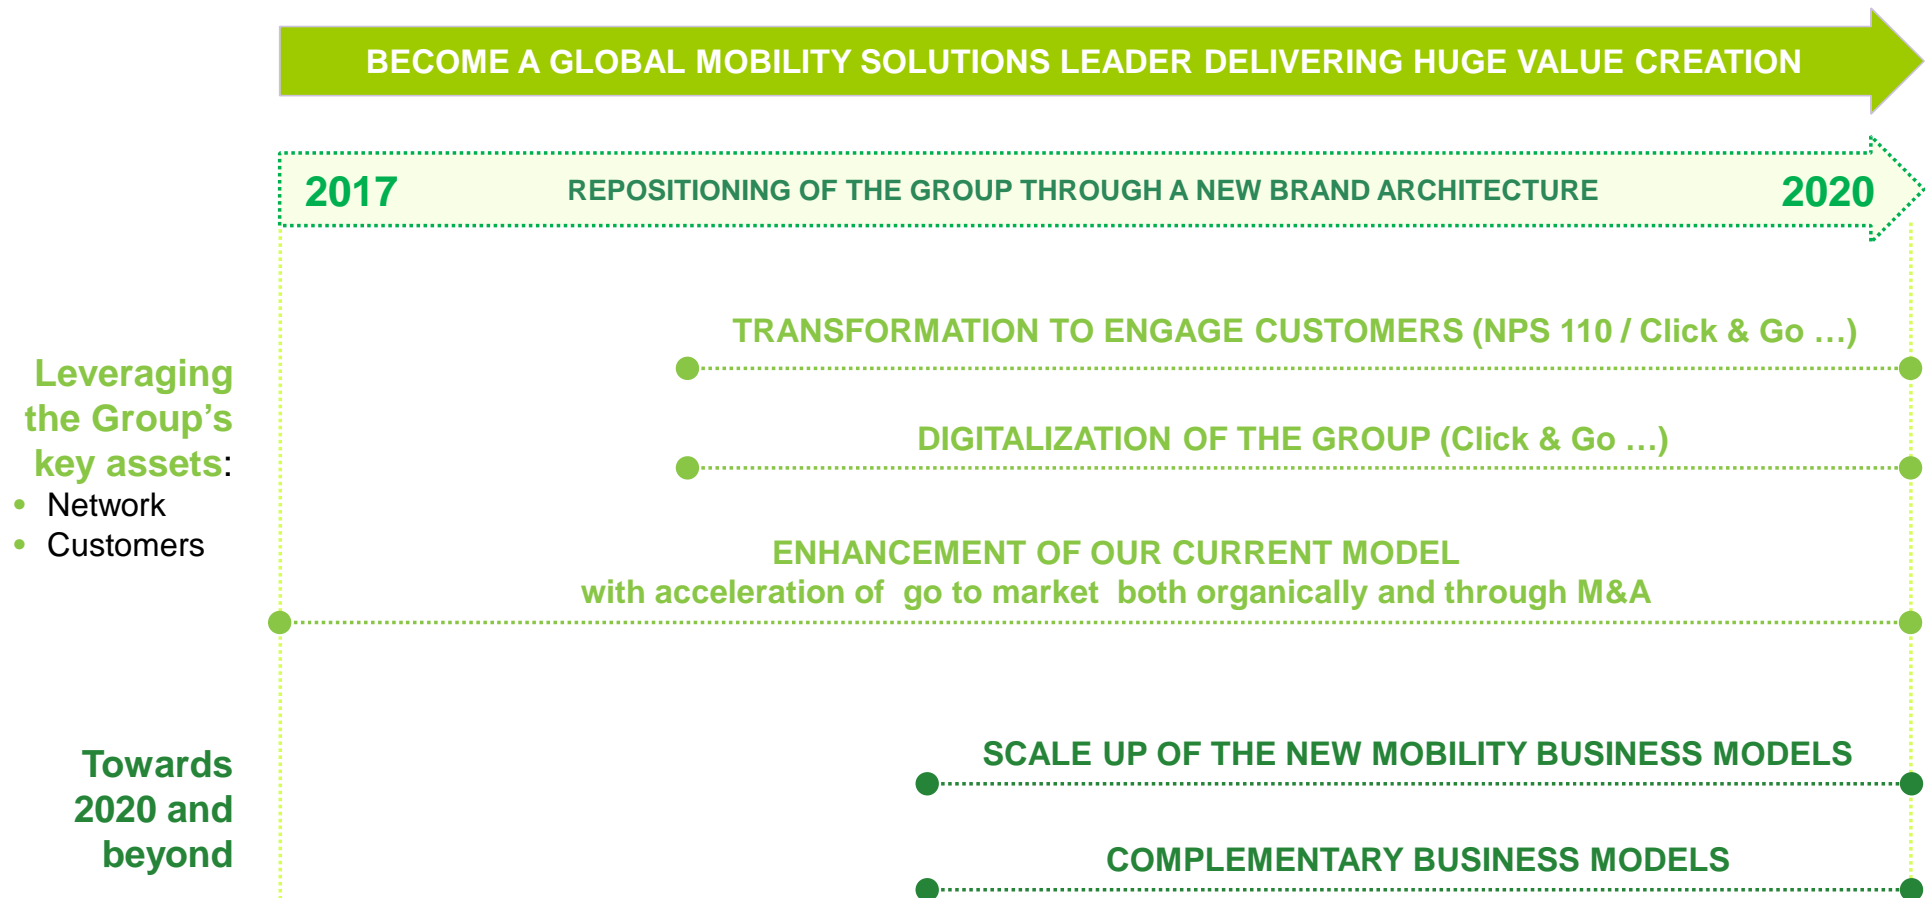 BECOME A GLOBAL MOBILITY SOLUTIONS LEADER DELIVERING HUGE VALUE CREATION
2017 REPOSITIONING OF THE GROUP THROUGH A NEW BRAND ARCHITECTURE 2020
Leveraging
the Group’s
key assets:
• Network
• Customers
TRANSFORMATION TO ENGAGE CUSTOMERS (NPS 110 / Click & Go …)
DIGITALIZATION OF THE GROUP (Click & Go …)
ENHANCEMENT OF OUR CURRENT MODEL
with acceleration of go to market both organically and through M&A
Towards
2020 and
beyond
SCALE UP OF THE NEW MOBILITY BUSINESS MODELS
COMPLEMENTARY BUSINESS MODELS